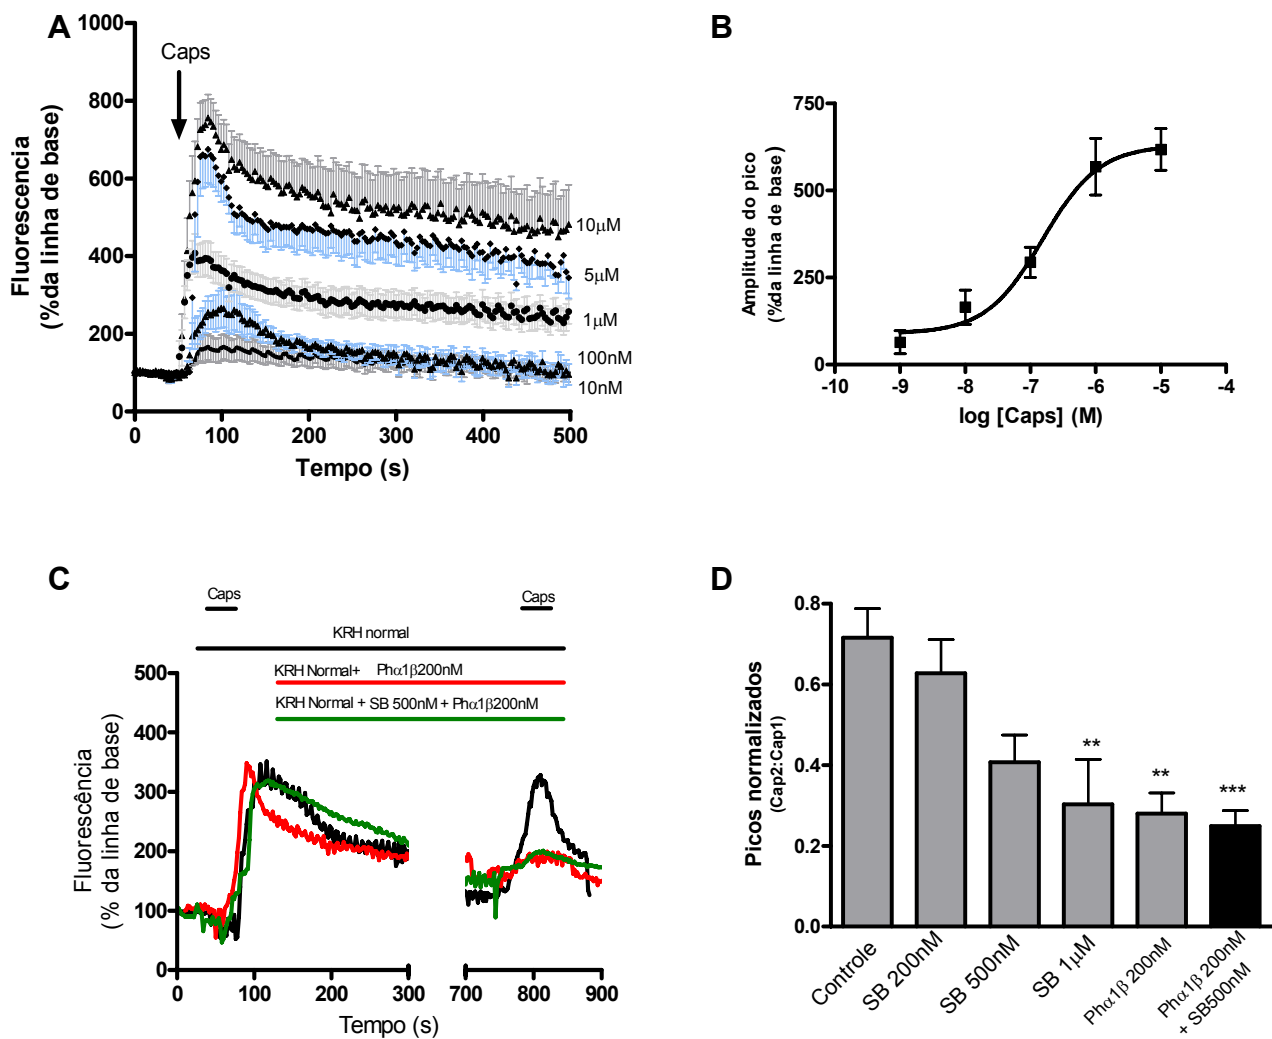 A
Caps
Fluorescencia
(%da linha de base)
1000
800
600
400
200
0
10μM
5μM
1μM
100nM
10nM
0 100 200 300 400 500
Tempo (s)
B
Amplitude do pico
(%da linha de base)
750
500
250
0
-10 -9 -8 -7 -6 -5 -4
log [Caps] (M)
C
Caps Caps
KRH normal
KRH Normal+ Phα1β200nM
KRH Normal + SB 500nM + Phα1β200nM
Fluorescência
(% da linha de base)
500
400
300
200
100
0
0 100 200 300 700 800 900
Tempo (s)
D
Picos normalizados
(Cap2:Cap1)
0.8
0.6
0.4
0.2
0.0
** ** ***
Controle
SB 200nM
SB 500nM
SB 1μM
Phα1β 200nM
Phα1β 200nM
+ SB500nM